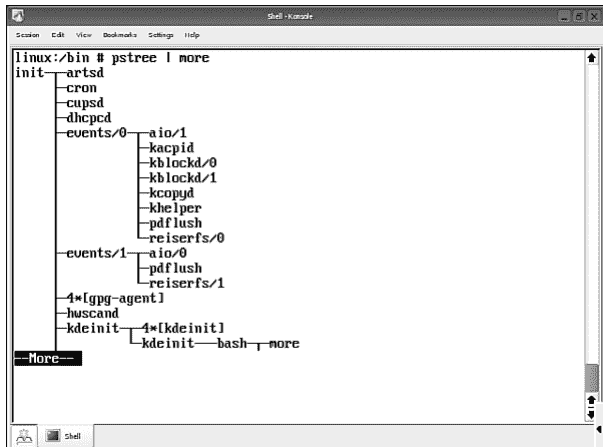 Shell - Konsole
Session Edit View Bookmarks Settings Help
linux:/bin # pstree | more
init─┬─artsd
     ├─cron
     ├─cupsd
     ├─dhcpcd
     ├─events/0─┬─aio/1
     │          ├─kacpid
     │          ├─kblockd/0
     │          ├─kblockd/1
     │          ├─kcopyd
     │          ├─khelper
     │          ├─pdflush
     │          └─reiserfs/0
     ├─events/1─┬─aio/0
     │          ├─pdflush
     │          └─reiserfs/1
     ├─4*[gpg-agent]
     ├─hwscand
     ├─kdeinit─┬─4*[kdeinit]
     │         └─kdeinit───bash─┬─more
--More--
Shell